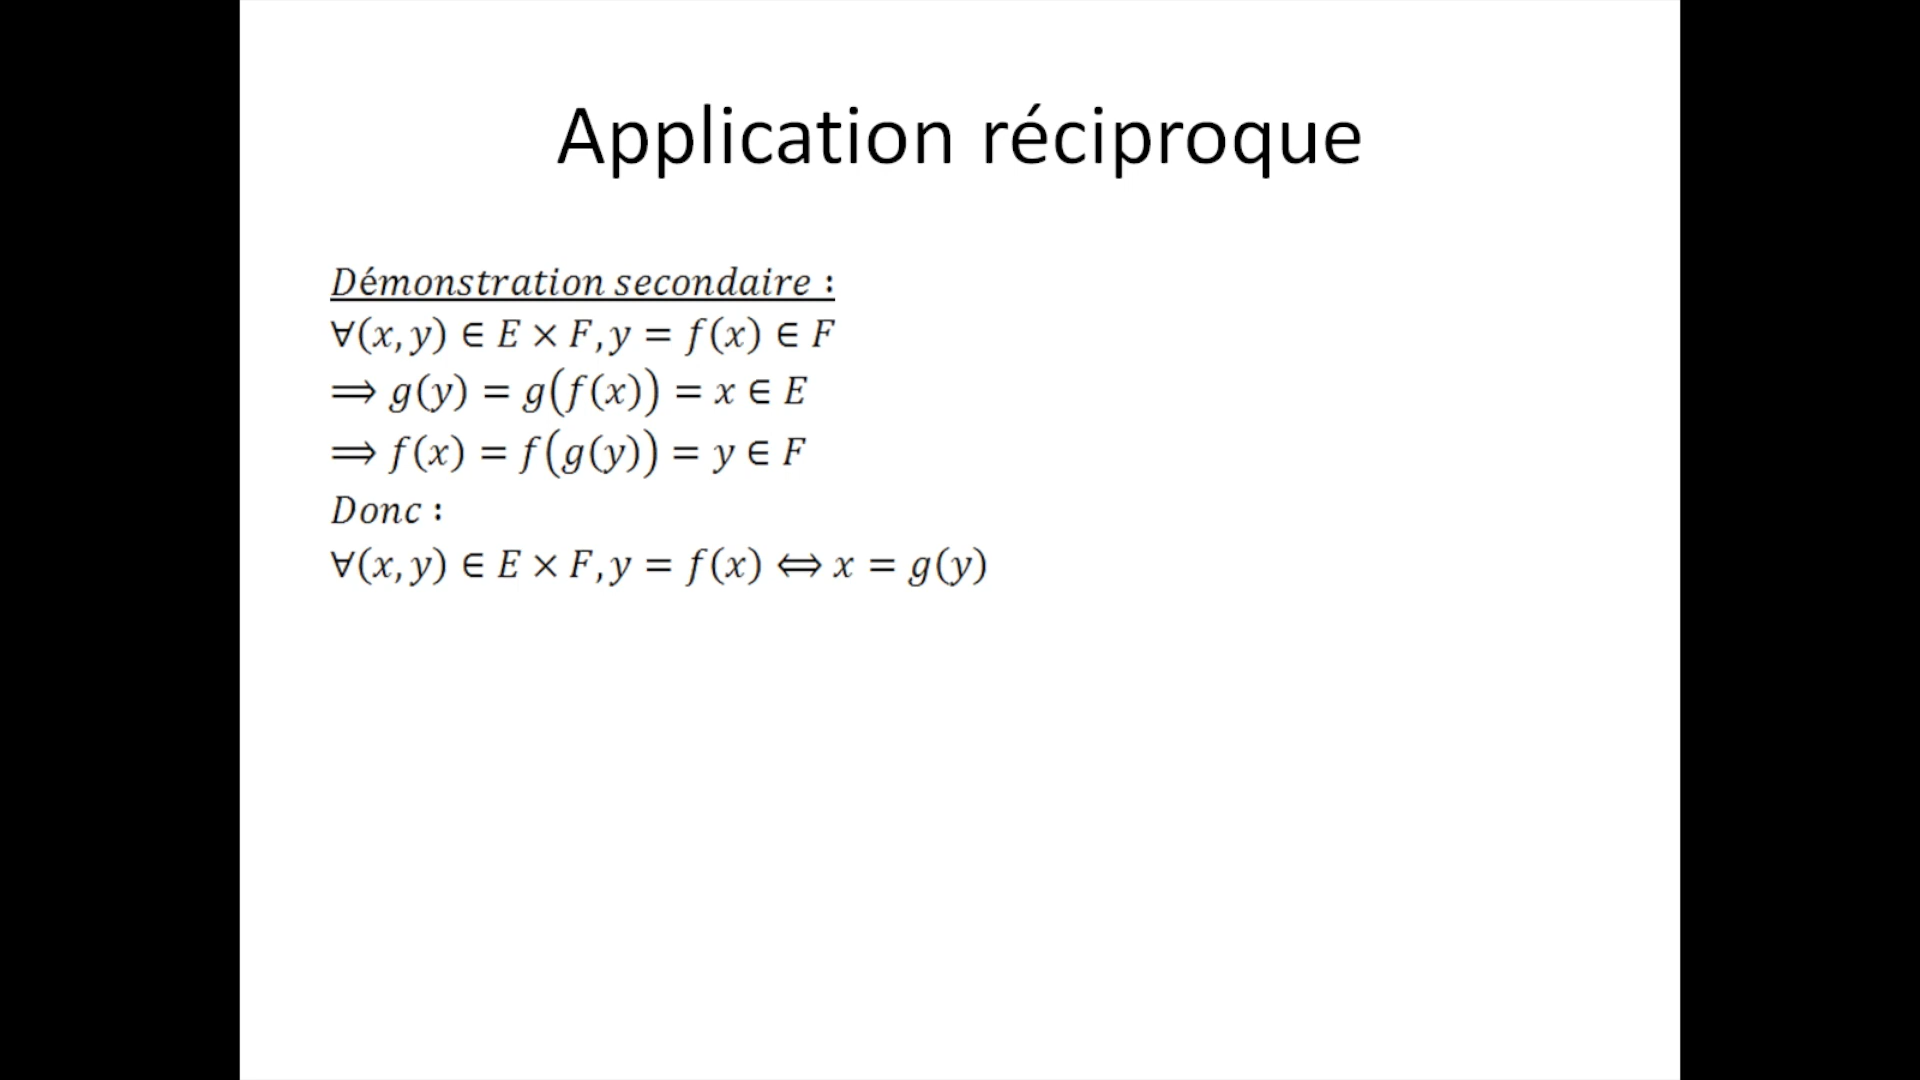 Application réciproque
Démonstration secondaire :
∀(x, y) ∈ E × F, y = f(x) ∈ F
⟹ g(y) = g(f(x)) = x ∈ E
⟹ f(x) = f(g(y)) = y ∈ F
Donc :
∀(x, y) ∈ E × F, y = f(x) ⟺ x = g(y)